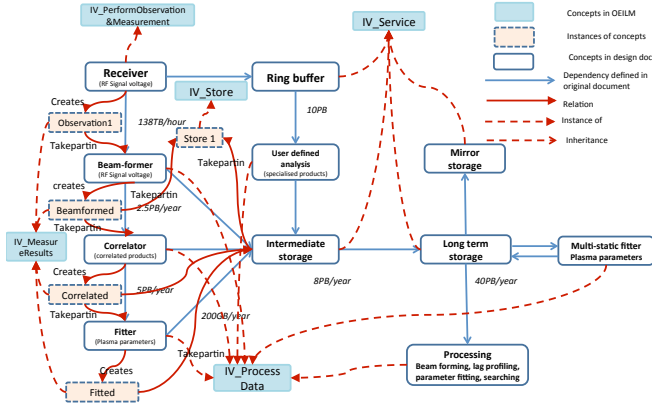 IV_PerformObservation
&Measurement
IV_Service
Concepts in OEILM
Instances of concepts
Concepts in design doc
Dependency defined in
original document
Relation
Instance of
Inheritance
Receiver
(RF Signal voltage)
Ring buffer
IV_Store
Creates
10PB
138TB/hour
Observation1
Store 1
Takepartin
Takepartin
User defined
analysis
(specialised products)
Mirror
storage
Beam-former
(RF Signal voltage)
creates
Takepartin
Beamformed
2.5PB/year
Takepartin
IV_Measur
eResults
Correlator
(correlated products)
Intermediate
storage
Long term
storage
Multi-static fitter
Plasma parameters)
Creates
5PB/year
8PB/year
40PB/year
Correlated
Takepartin
200GB/year
Fitter
(Plasma parameters)
Takepartin
Creates
IV_Process
Data
Processing
Beam forming, lag profiling,
parameter fitting, searching
Fitted